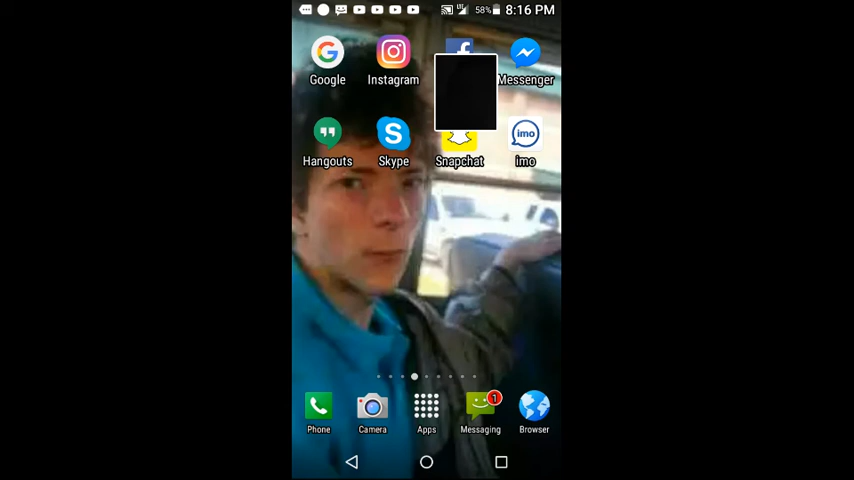 58% 8:16 PM
Google Instagram Messenger
imo
Hangouts Skype Snapchat imo
1
Phone Camera Apps Messaging Browser